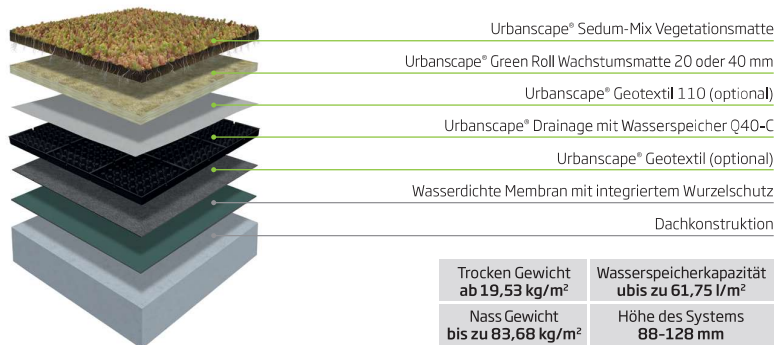 Urbanscape® Sedum-Mix Vegetationsmatte
Urbanscape® Green Roll Wachstumsmatte 20 oder 40 mm
Urbanscape® Geotextil 110 (optional)
Urbanscape® Drainage mit Wasserspeicher Q40-C
Urbanscape® Geotextil (optional)
Wasserdichte Membran mit integriertem Wurzelschutz
Dachkonstruktion
Trocken Gewicht
ab 19,53 kg/m²
Wasserspeicherkapazität
ubis zu 61,75 l/m²
Nass Gewicht
bis zu 83,68 kg/m²
Höhe des Systems
88-128 mm